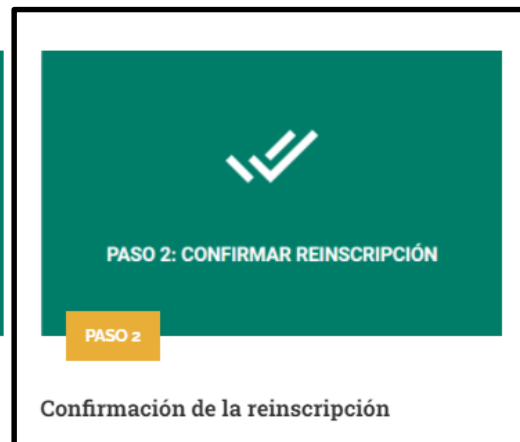 PASO 2: CONFIRMAR REINSCRIPCIÓN
PASO 2
Confirmación de la reinscripción